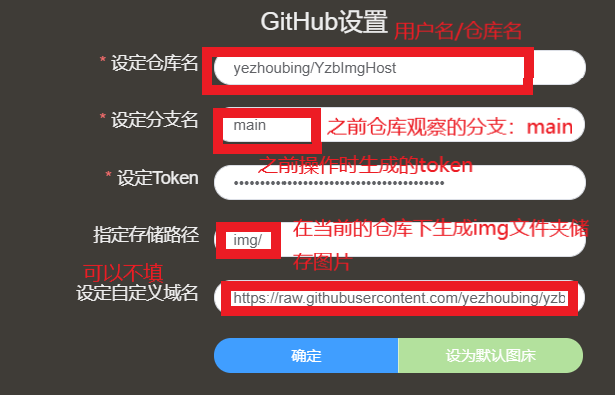 GitHub设置
用户名/仓库名
* 设定仓库名
yezhoubing/YzbImgHost
* 设定分支名
main
之前仓库观察的分支：main
之前操作时生成的token
* 设定Token
••••••••••••••••••••••••••••••••••••••••
指定存储路径
img/
在当前的仓库下生成img文件夹储
存图片
可以不填
设定自定义域名
https://raw.githubusercontent.com/yezhoubing/yzb
确定
设为默认图床